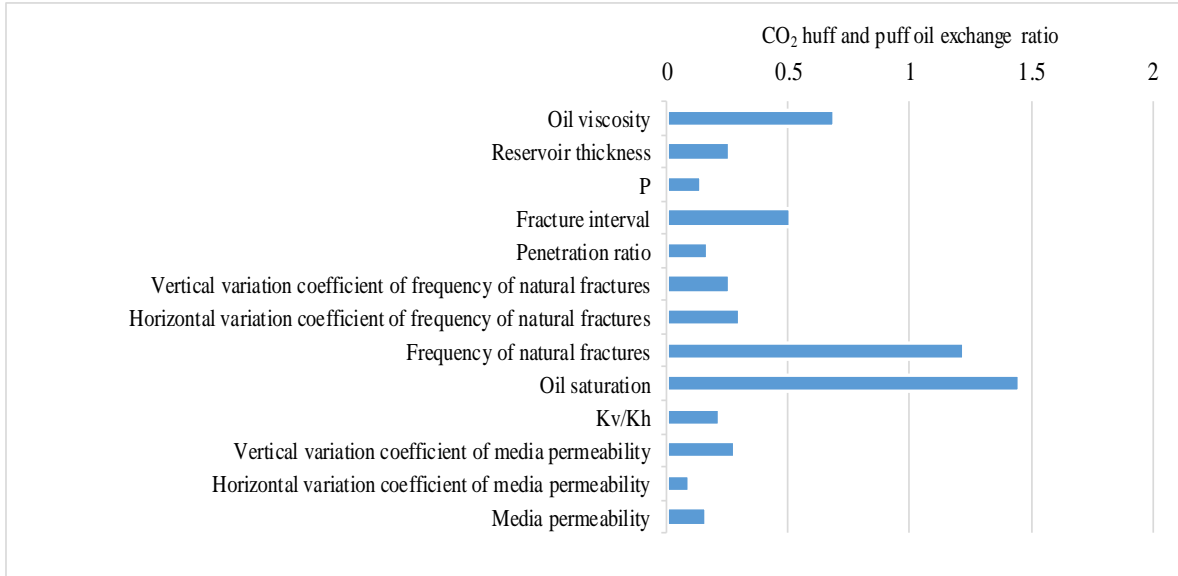 CO₂ huff and puff oil exchange ratio
0 0.5 1 1.5 2
Oil viscosity
Reservoir thickness
P
Fracture interval
Penetration ratio
Vertical variation coefficient of frequency of natural fractures
Horizontal variation coefficient of frequency of natural fractures
Frequency of natural fractures
Oil saturation
Kv/Kh
Vertical variation coefficient of media permeability
Horizontal variation coefficient of media permeability
Media permeability